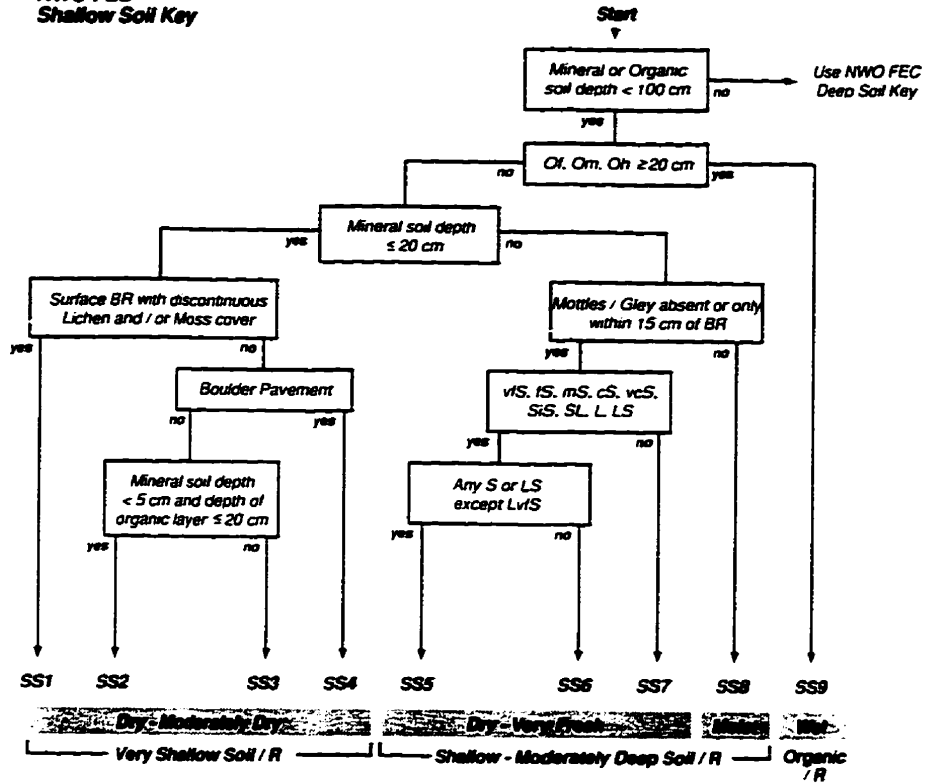 Shallow Soil Key
Start
Mineral or Organic
soil depth < 100 cm
no
Use NWO FEC
Deep Soil Key
yes
Of, Om, Oh ≥20 cm
no
yes
Mineral soil depth
≤ 20 cm
yes
no
Surface BR with discontinuous
Lichen and / or Moss cover
yes
no
Mottles / Gley absent or only
within 15 cm of BR
yes
no
Boulder Pavement
no
yes
vfS, fS, mS, cS, vcS,
SiS, SL, L, LS
yes
no
Mineral soil depth
< 5 cm and depth of
organic layer ≤ 20 cm
yes
no
Any S or LS
except LvfS
yes
no
SS1 SS2 SS3 SS4 SS5 SS6 SS7 SS8 SS9
Dry - Moderately Dry Dry - Very Fresh Moist Wet
Very Shallow Soil / R Shallow - Moderately Deep Soil / R Organic
/ R